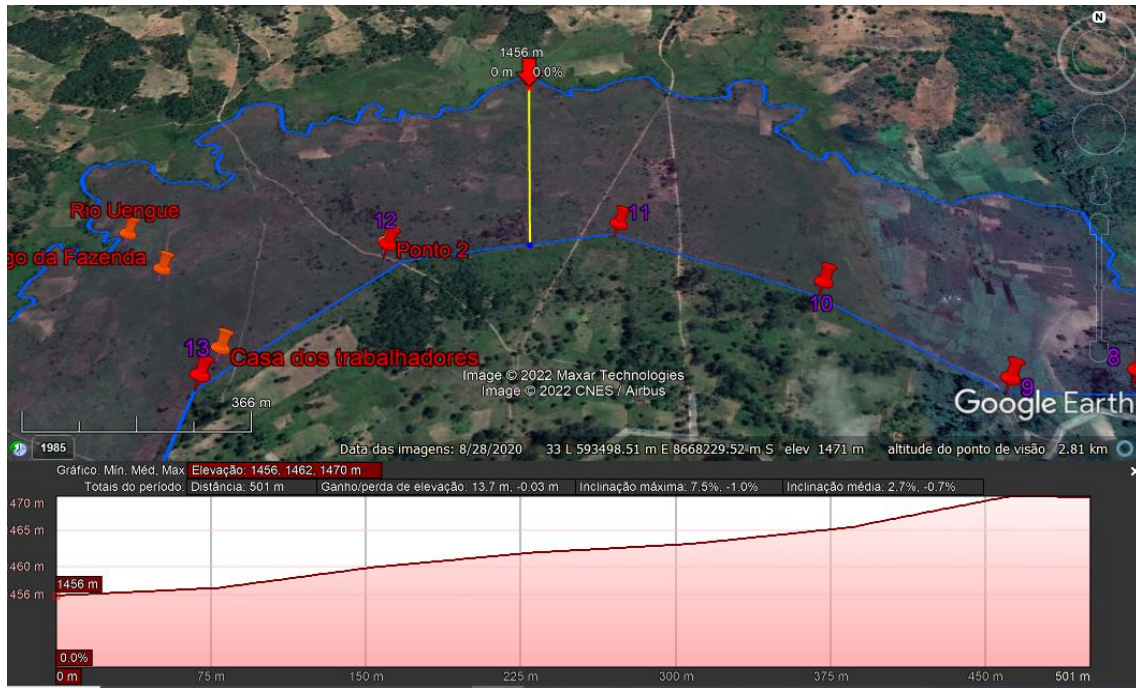 N
1456 m
0 m 0.0%
Rio Uengue
12
11
Ponto 2
go da Fazenda
10
13
Casa dos trabalhadores
8
9
Image © 2022 Maxar Technologies
Image © 2022 CNES / Airbus
366 m
Google Earth
1985
Data das imagens: 8/28/2020 33 L 593498.51 m E 8668229.52 m S elev 1471 m altitude do ponto de visão 2.81 km
Gráfico: Mín, Méd, Max Elevação: 1456, 1462, 1470 m
Totais do período: Distância: 501 m Ganho/perda de elevação: 13.7 m, -0.03 m Inclinação máxima: 7.5%, -1.0% Inclinação média: 2.7%, -0.7%
470 m
465 m
460 m
1456 m
456 m
0.0%
0 m 75 m 150 m 225 m 300 m 375 m 450 m 501 m